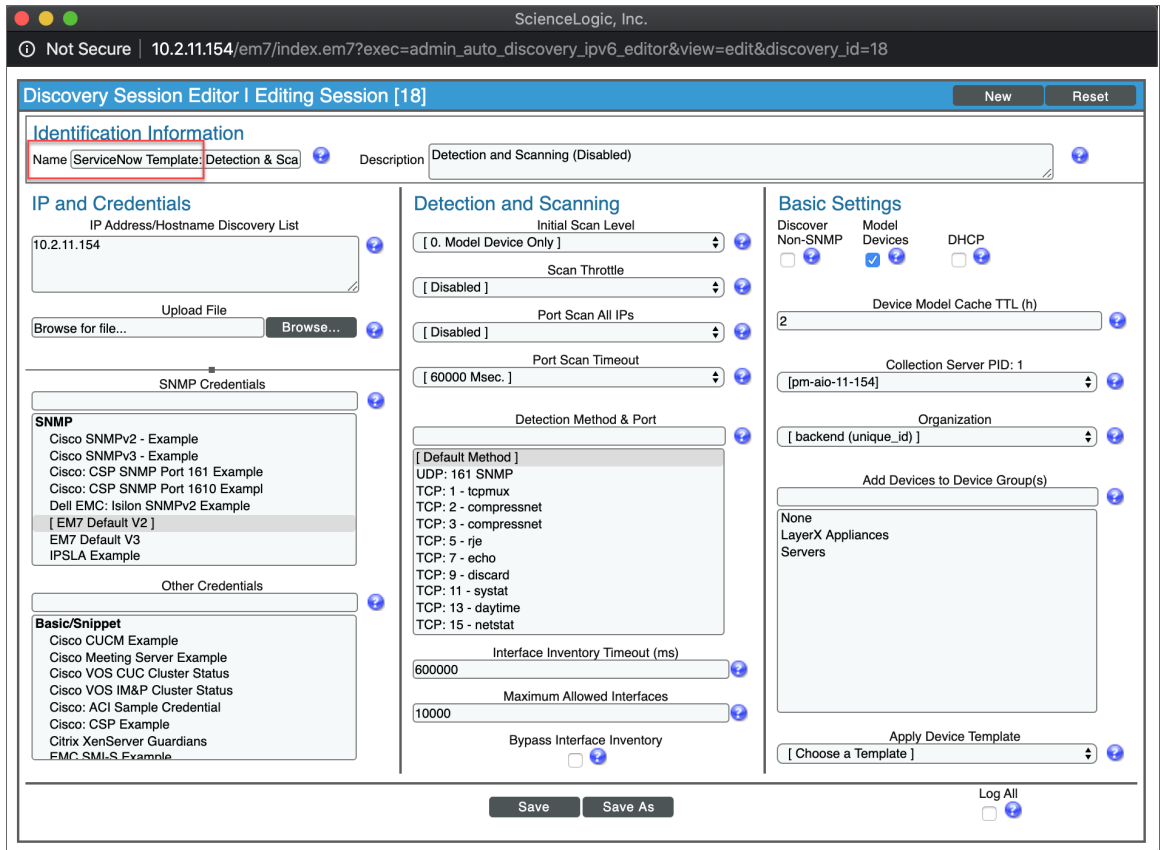 ScienceLogic, Inc.
Not Secure 10.2.11.154/em7/index.em7?exec=admin_auto_discovery_ipv6_editor&view=edit&discovery_id=18
Discovery Session Editor | Editing Session [18]
New
Reset
Identification Information
Name ServiceNow Template: Detection & Sca
Description Detection and Scanning (Disabled)
IP and Credentials
IP Address/Hostname Discovery List
10.2.11.154
Upload File
Browse for file...
Browse...
SNMP Credentials
SNMP
Cisco SNMPv2 - Example
Cisco SNMPv3 - Example
Cisco: CSP SNMP Port 161 Example
Cisco: CSP SNMP Port 1610 Exampl
Dell EMC: Isilon SNMPv2 Example
[ EM7 Default V2 ]
EM7 Default V3
IPSLA Example
Other Credentials
Basic/Snippet
Cisco CUCM Example
Cisco Meeting Server Example
Cisco VOS CUC Cluster Status
Cisco VOS IM&P Cluster Status
Cisco: ACI Sample Credential
Cisco: CSP Example
Citrix XenServer Guardians
EMC SMI-S Example
Detection and Scanning
Initial Scan Level
[ 0. Model Device Only ]
Scan Throttle
[ Disabled ]
Port Scan All IPs
[ Disabled ]
Port Scan Timeout
[ 60000 Msec. ]
Detection Method & Port
[ Default Method ]
UDP: 161 SNMP
TCP: 1 - tcpmux
TCP: 2 - compressnet
TCP: 3 - compressnet
TCP: 5 - rje
TCP: 7 - echo
TCP: 9 - discard
TCP: 11 - systat
TCP: 13 - daytime
TCP: 15 - netstat
Interface Inventory Timeout (ms)
600000
Maximum Allowed Interfaces
10000
Bypass Interface Inventory
Basic Settings
Discover
Non-SNMP
Model
Devices
DHCP
Device Model Cache TTL (h)
2
Collection Server PID: 1
[pm-aio-11-154]
Organization
[ backend (unique_id) ]
Add Devices to Device Group(s)
None
LayerX Appliances
Servers
Apply Device Template
[ Choose a Template ]
Save
Save As
Log All